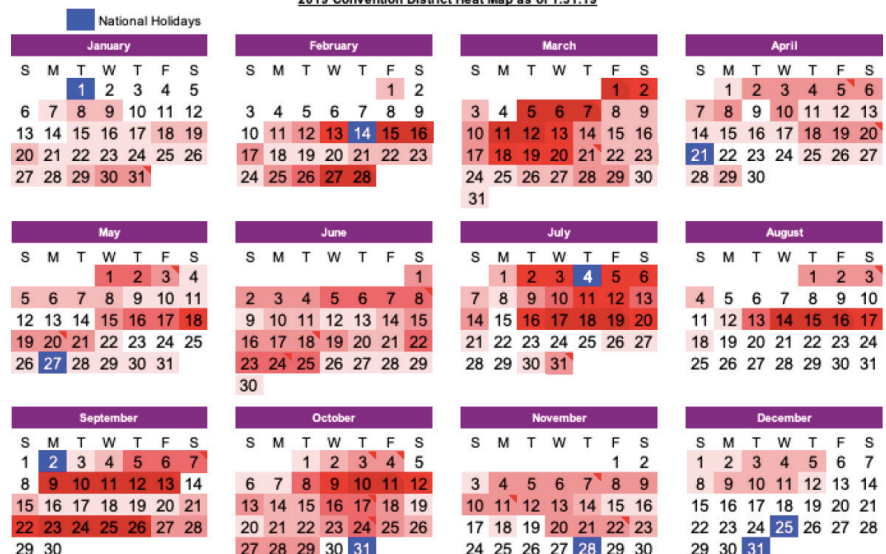 2019 Convention District Heat Map as of 1.31.19
National Holidays
January February March April
S M T W T F S S M T W T F S S M T W T F S S M T W T F S
1 2 3 4 5 1 2 1 2 1 2 3 4 5 6
6 7 8 9 10 11 12 3 4 5 6 7 8 9 3 4 5 6 7 8 9 7 8 9 10 11 12 13
13 14 15 16 17 18 19 10 11 12 13 14 15 16 10 11 12 13 14 15 16 14 15 16 17 18 19 20
20 21 22 23 24 25 26 17 18 19 20 21 22 23 17 18 19 20 21 22 23 21 22 23 24 25 26 27
27 28 29 30 31 24 25 26 27 28 24 25 26 27 28 29 30 28 29 30
31
May June July August
S M T W T F S S M T W T F S S M T W T F S S M T W T F S
1 2 3 4 1 1 2 3 4 5 6 1 2 3
5 6 7 8 9 10 11 2 3 4 5 6 7 8 7 8 9 10 11 12 13 4 5 6 7 8 9 10
12 13 14 15 16 17 18 9 10 11 12 13 14 15 14 15 16 17 18 19 20 11 12 13 14 15 16 17
19 20 21 22 23 24 25 16 17 18 19 20 21 22 21 22 23 24 25 26 27 18 19 20 21 22 23 24
26 27 28 29 30 31 23 24 25 26 27 28 29 28 29 30 31 25 26 27 28 29 30 31
30
September October November December
S M T W T F S S M T W T F S S M T W T F S S M T W T F S
1 2 3 4 5 6 7 1 2 3 4 5 1 2 1 2 3 4 5 6 7
8 9 10 11 12 13 14 6 7 8 9 10 11 12 3 4 5 6 7 8 9 8 9 10 11 12 13 14
15 16 17 18 19 20 21 13 14 15 16 17 18 19 10 11 12 13 14 15 16 15 16 17 18 19 20 21
22 23 24 25 26 27 28 20 21 22 23 24 25 26 17 18 19 20 21 22 23 22 23 24 25 26 27 28
29 30 27 28 29 30 31 24 25 26 27 28 29 30 29 30 31